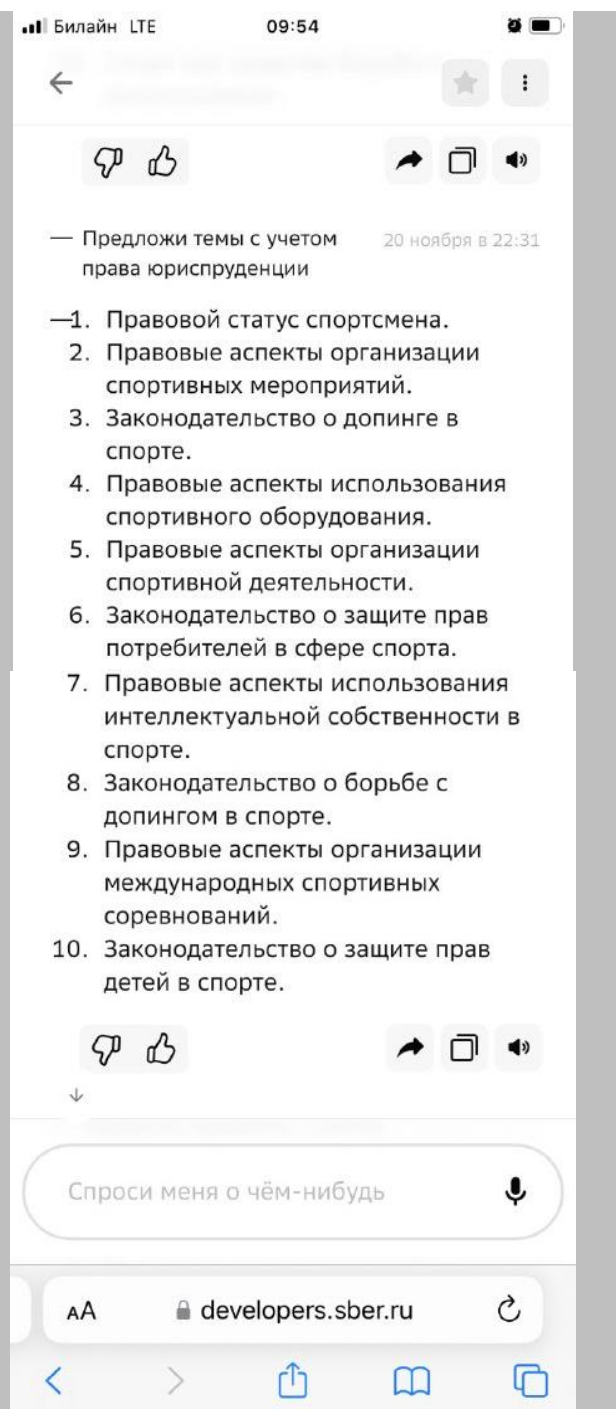 Билайн LTE 09:54
— Предложи темы с учетом 20 ноября в 22:31
права юриспруденции
—1. Правовой статус спортсмена.
2. Правовые аспекты организации
спортивных мероприятий.
3. Законодательство о допинге в
спорте.
4. Правовые аспекты использования
спортивного оборудования.
5. Правовые аспекты организации
спортивной деятельности.
6. Законодательство о защите прав
потребителей в сфере спорта.
7. Правовые аспекты использования
интеллектуальной собственности в
спорте.
8. Законодательство о борьбе с
допингом в спорте.
9. Правовые аспекты организации
международных спортивных
соревнований.
10. Законодательство о защите прав
детей в спорте.
Спроси меня о чём-нибудь
AA developers.sber.ru